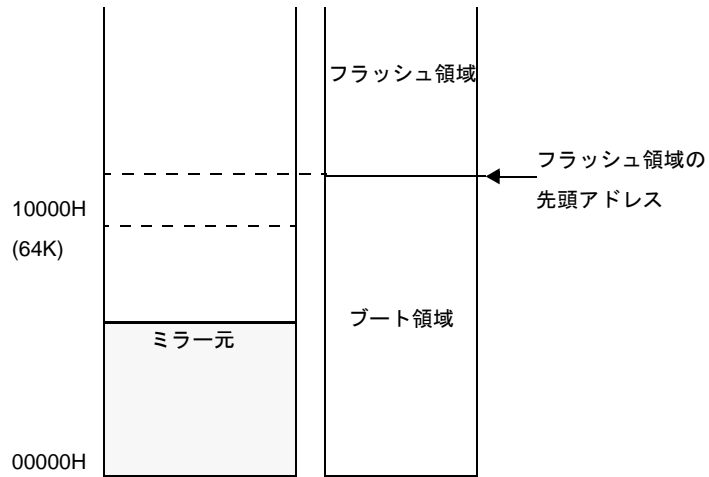 フラッシュ領域
フラッシュ領域の
先頭アドレス
10000H
(64K)
ブート領域
ミラー元
00000H